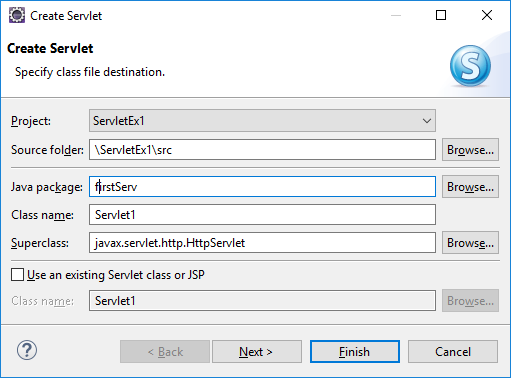 Create Servlet
Create Servlet
Specify class file destination.
S
Project: ServletEx1
Source folder: \ServletEx1\src Browse...
Java package: firstServ Browse...
Class name: Servlet1
Superclass: javax.servlet.http.HttpServlet Browse...
Use an existing Servlet class or JSP
Class name: Servlet1 Browse...
? < Back Next > Finish Cancel